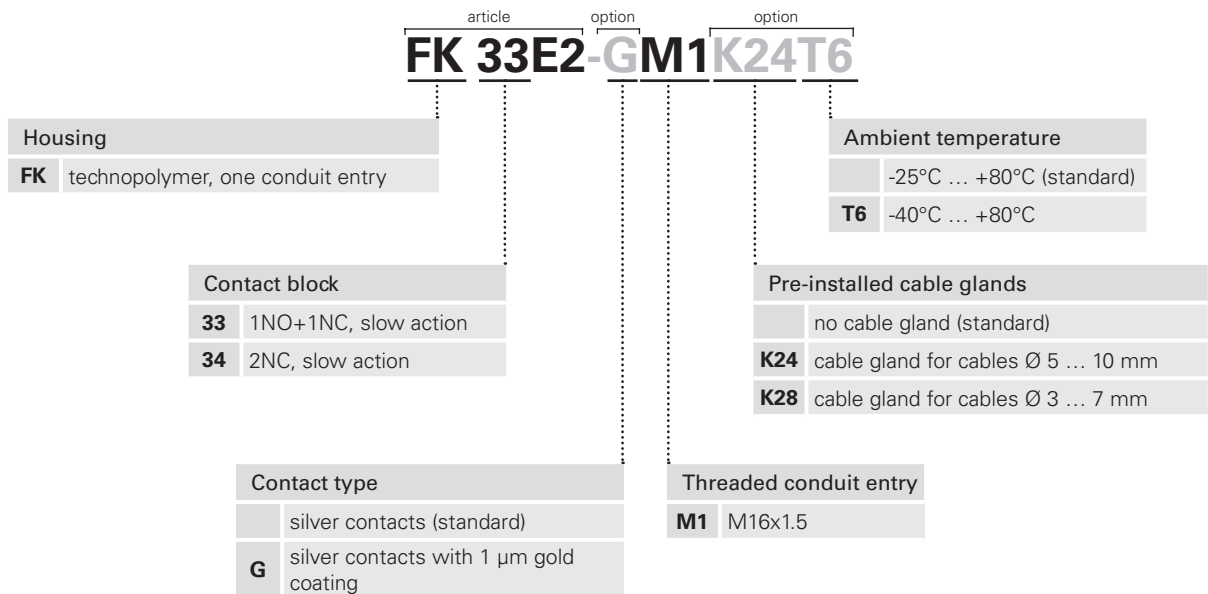 article option option
FK 33E2-GM1K24T6
Housing
FK technopolymer, one conduit entry
Ambient temperature
-25°C … +80°C (standard)
T6 -40°C … +80°C
Contact block
33 1NO+1NC, slow action
34 2NC, slow action
Pre-installed cable glands
no cable gland (standard)
K24 cable gland for cables Ø 5 … 10 mm
K28 cable gland for cables Ø 3 … 7 mm
Contact type
silver contacts (standard)
G silver contacts with 1 µm gold
coating
Threaded conduit entry
M1 M16x1.5